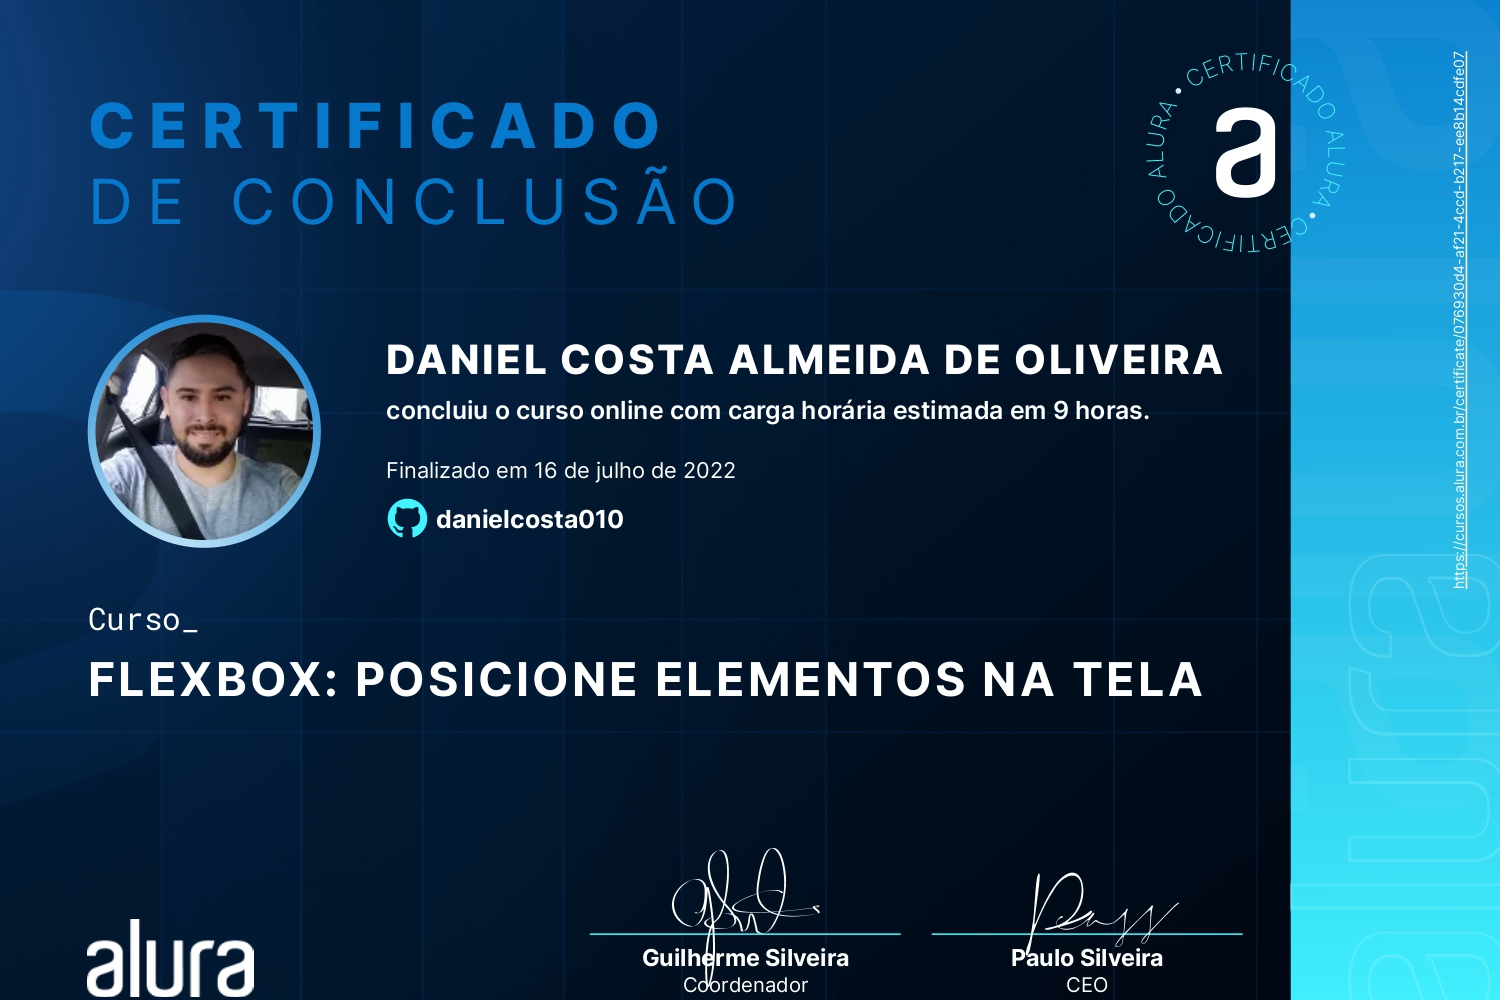 CERTIFICADO
DE CONCLUSÃO
CERTIFICADO ALURA • CERTIFICADO ALURA •
a
DANIEL COSTA ALMEIDA DE OLIVEIRA
concluiu o curso online com carga horária estimada em 9 horas.
Finalizado em 16 de julho de 2022
danielcosta010
Curso_
FLEXBOX: POSICIONE ELEMENTOS NA TELA
Guilherme Silveira
Coordenador
Paulo Silveira
CEO
alura
https://cursos.alura.com.br/certificate/076930d4-af21-4ccd-b217-ee8b14cdfe07
alura